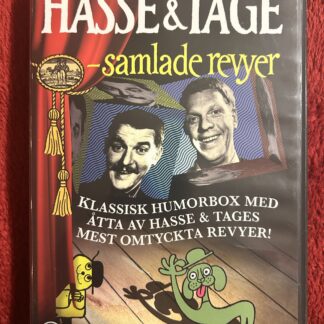 HASSE & TAGE
–samlade revyer
KLASSISK HUMORBOX MED
ÅTTA AV HASSE & TAGES
MEST OMTYCKTA REVYER!